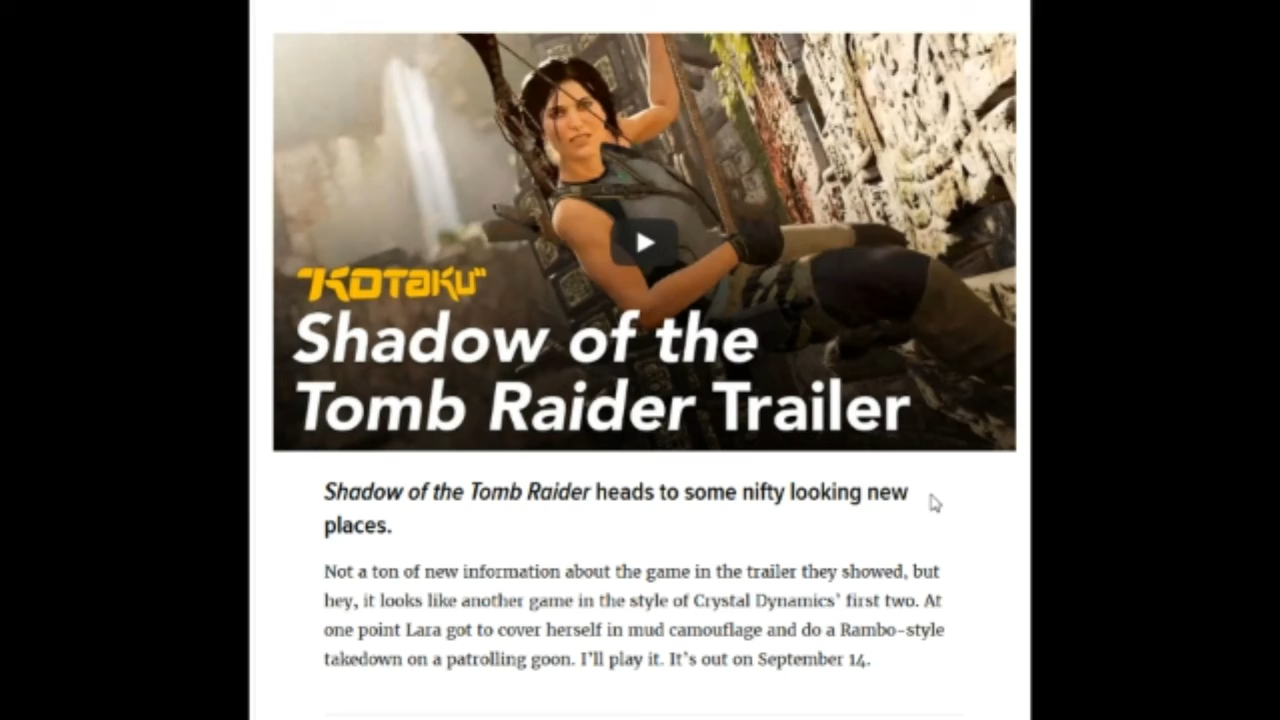 "KOTaKU"
Shadow of the
Tomb Raider Trailer
Shadow of the Tomb Raider heads to some nifty looking new
places.
Not a ton of new information about the game in the trailer they showed, but
hey, it looks like another game in the style of Crystal Dynamics' first two. At
one point Lara got to cover herself in mud camouflage and do a Rambo-style
takedown on a patrolling goon. I'll play it. It's out on September 14.